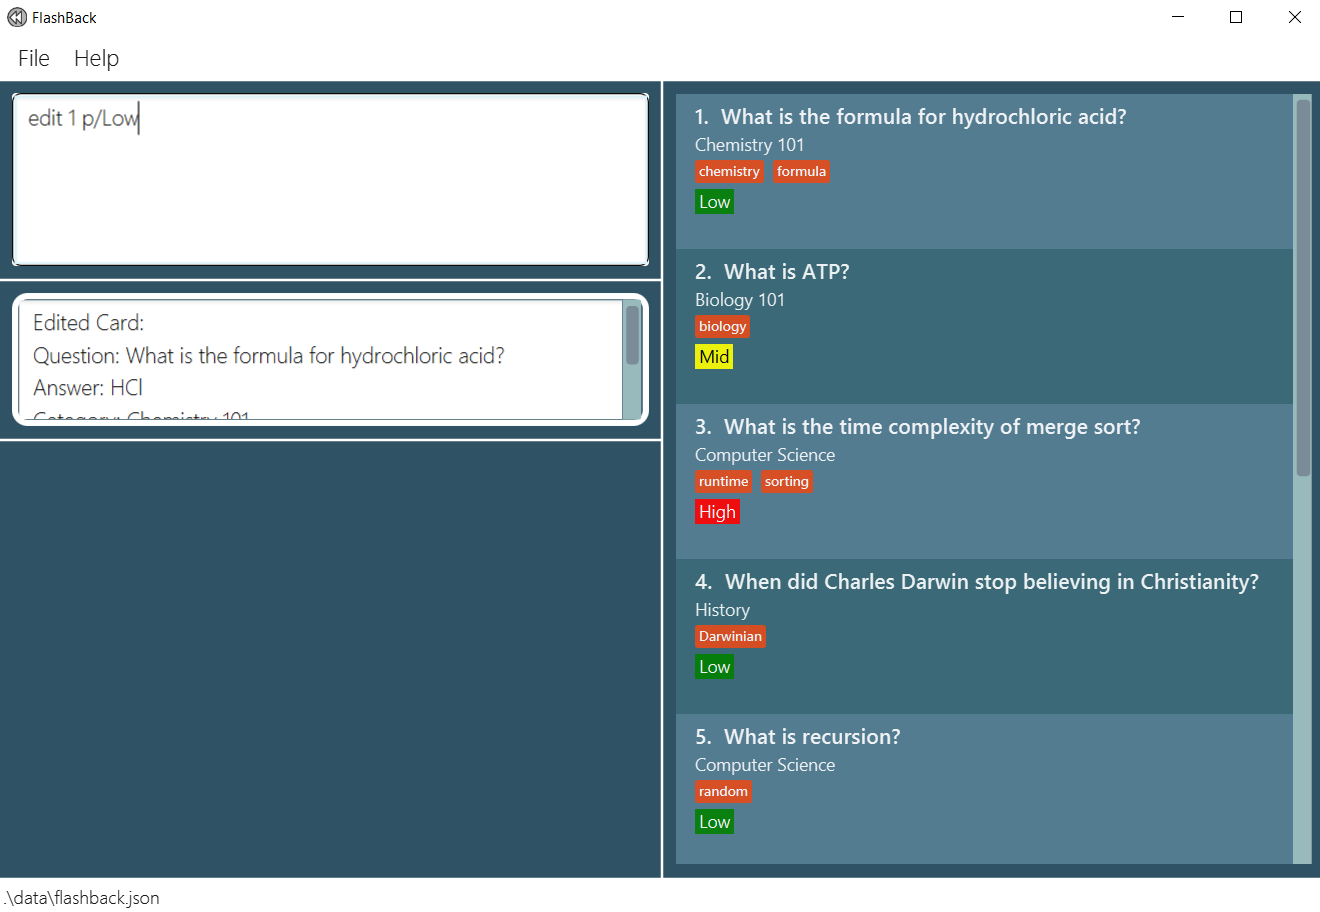 FlashBack
File Help
edit 1 p/Low
Edited Card:
Question: What is the formula for hydrochloric acid?
Answer: HCl
Category: Chemistry 101
1. What is the formula for hydrochloric acid?
Chemistry 101
chemistry formula
Low
2. What is ATP?
Biology 101
biology
Mid
3. What is the time complexity of merge sort?
Computer Science
runtime sorting
High
4. When did Charles Darwin stop believing in Christianity?
History
Darwinian
Low
5. What is recursion?
Computer Science
random
Low
.\data\flashback.json